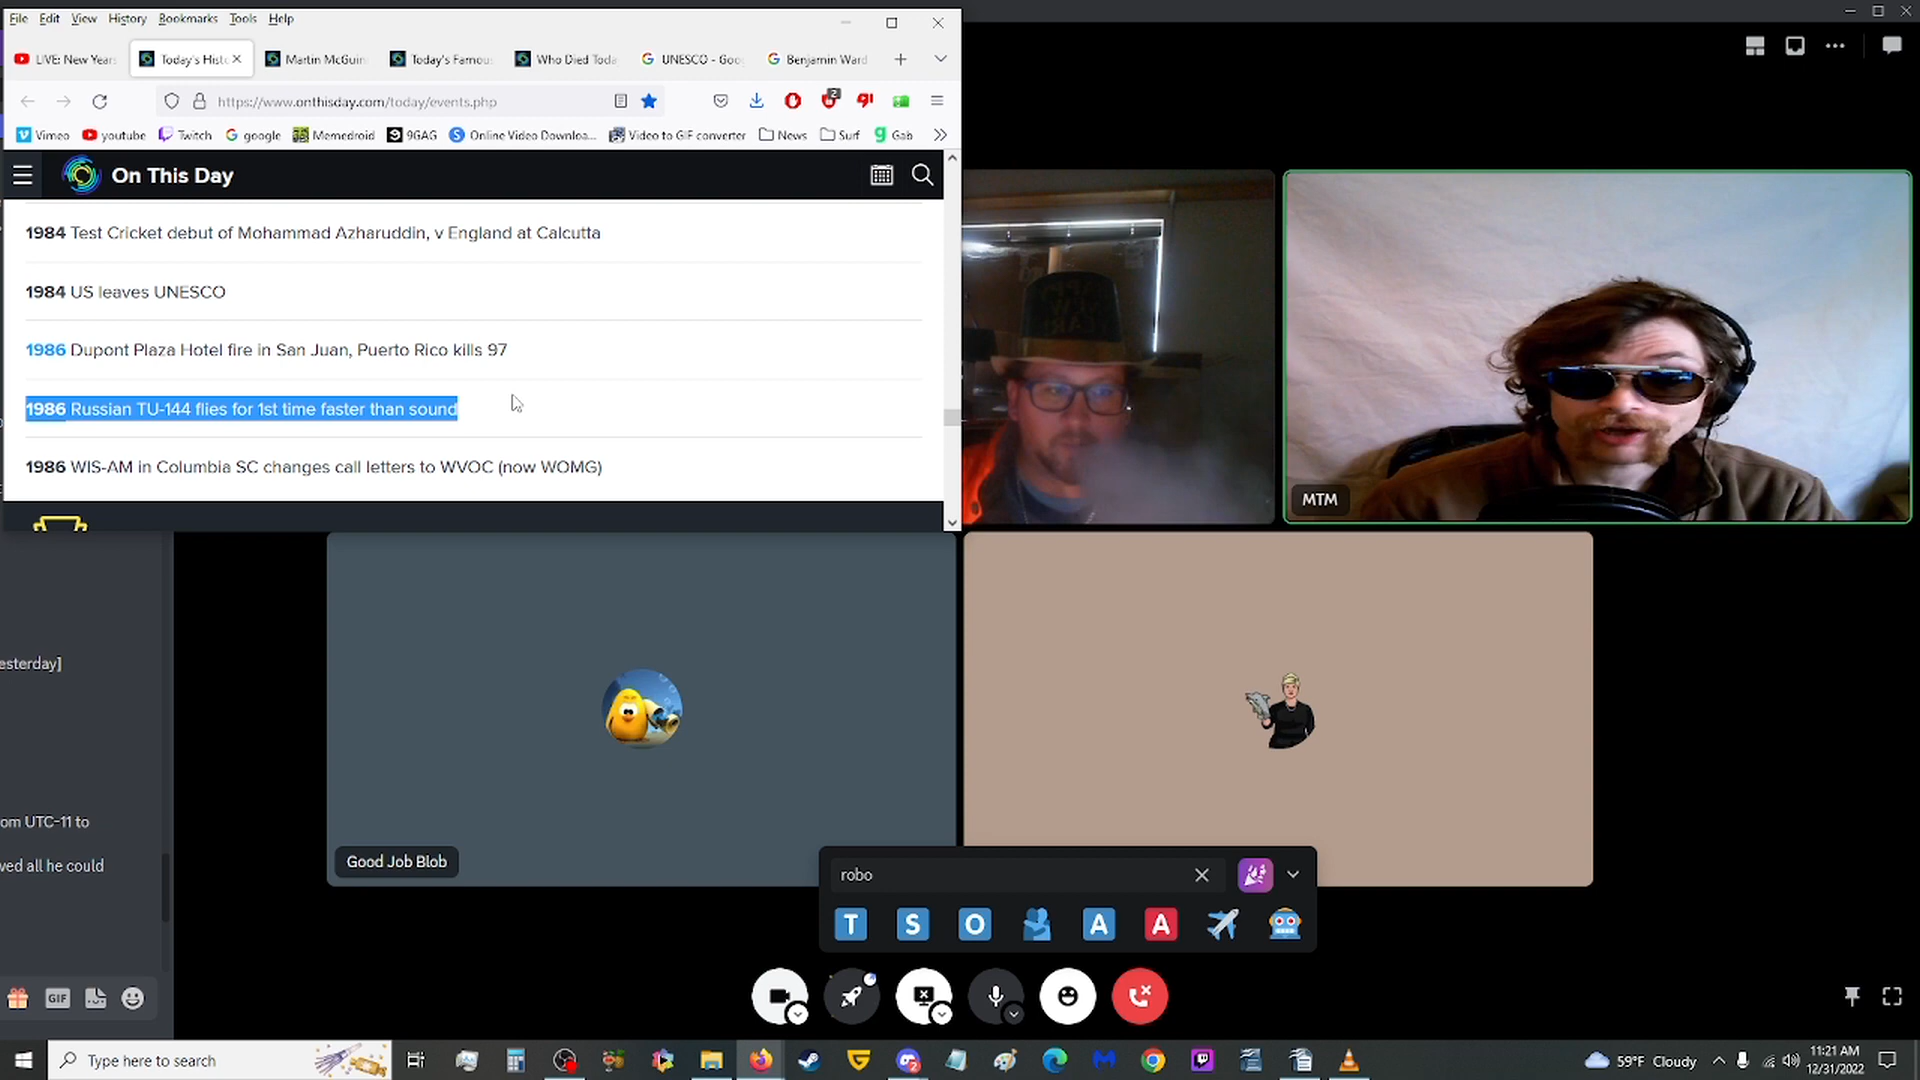 File Edit View History Bookmarks Tools Help
LIVE: New Year
Today's Histo
Martin McGuin
Today's Famou
Who Died Toda
UNESCO - Goo
Benjamin Ward
https://www.onthisday.com/today/events.php
2
Vimeo youtube Twitch google Memedroid 9GAG Online Video Downloa... Video to GIF converter News Surf Gab
On This Day
1984 Test Cricket debut of Mohammad Azharuddin, v England at Calcutta
1984 US leaves UNESCO
1986 Dupont Plaza Hotel fire in San Juan, Puerto Rico kills 97
1986 Russian TU-144 flies for 1st time faster than sound
1986 WIS-AM in Columbia SC changes call letters to WVOC (now WOMG)
MTM
esterday]
om UTC-11 to
wed all he could
Good Job Blob
robo
T S O A A
GIF
Type here to search
59°F Cloudy
11:21 AM
12/31/2022